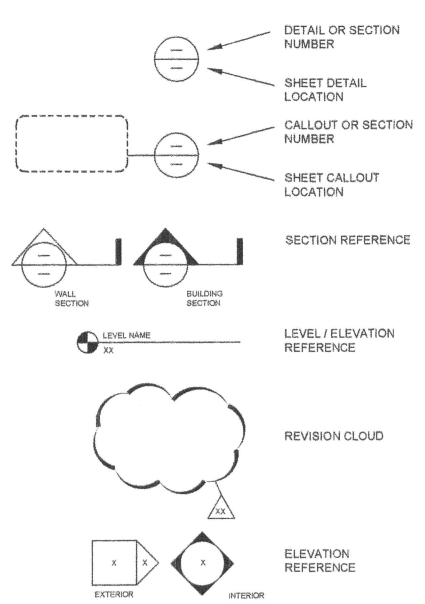 DETAIL OR SECTION
NUMBER
SHEET DETAIL
LOCATION
CALLOUT OR SECTION
NUMBER
SHEET CALLOUT
LOCATION
SECTION REFERENCE
WALL
SECTION
BUILDING
SECTION
LEVEL NAME
XX
LEVEL / ELEVATION
REFERENCE
REVISION CLOUD
XX
X
X
X
ELEVATION
REFERENCE
EXTERIOR
INTERIOR